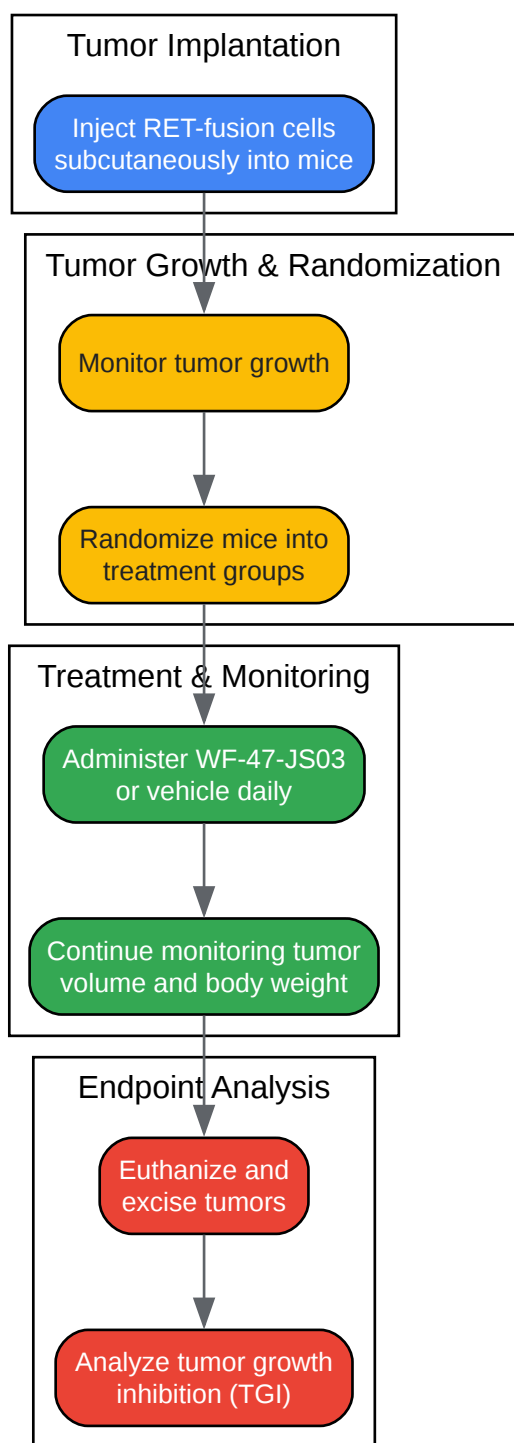 Tumor Implantation
Inject RET-fusion cells
subcutaneously into mice
Tumor Growth & Randomization
Monitor tumor growth
Randomize mice into
treatment groups
Treatment & Monitoring
Administer WF-47-JS03
or vehicle daily
Continue monitoring tumor
volume and body weight
Endpoint Analysis
Euthanize and
excise tumors
Analyze tumor growth
inhibition (TGI)